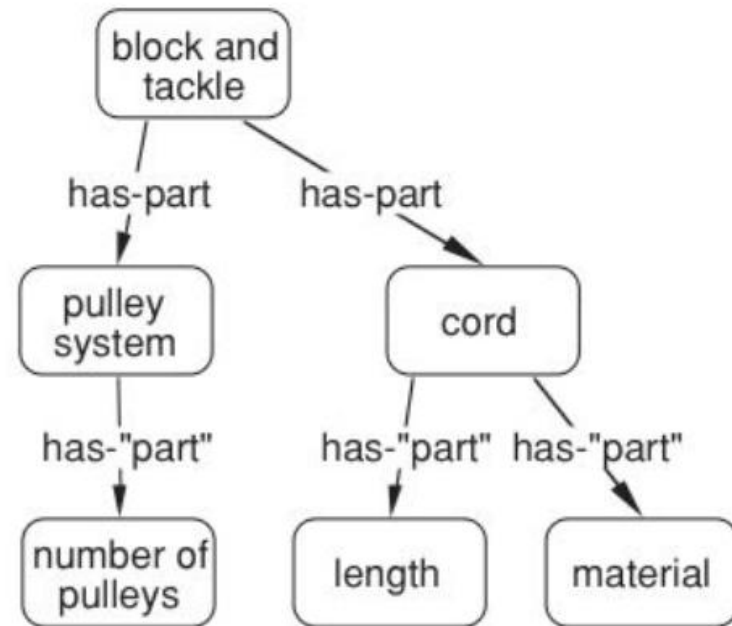 block and
tackle
has-part
has-part
pulley
system
cord
has-"part"
has-"part"
has-"part"
number of
pulleys
length
material